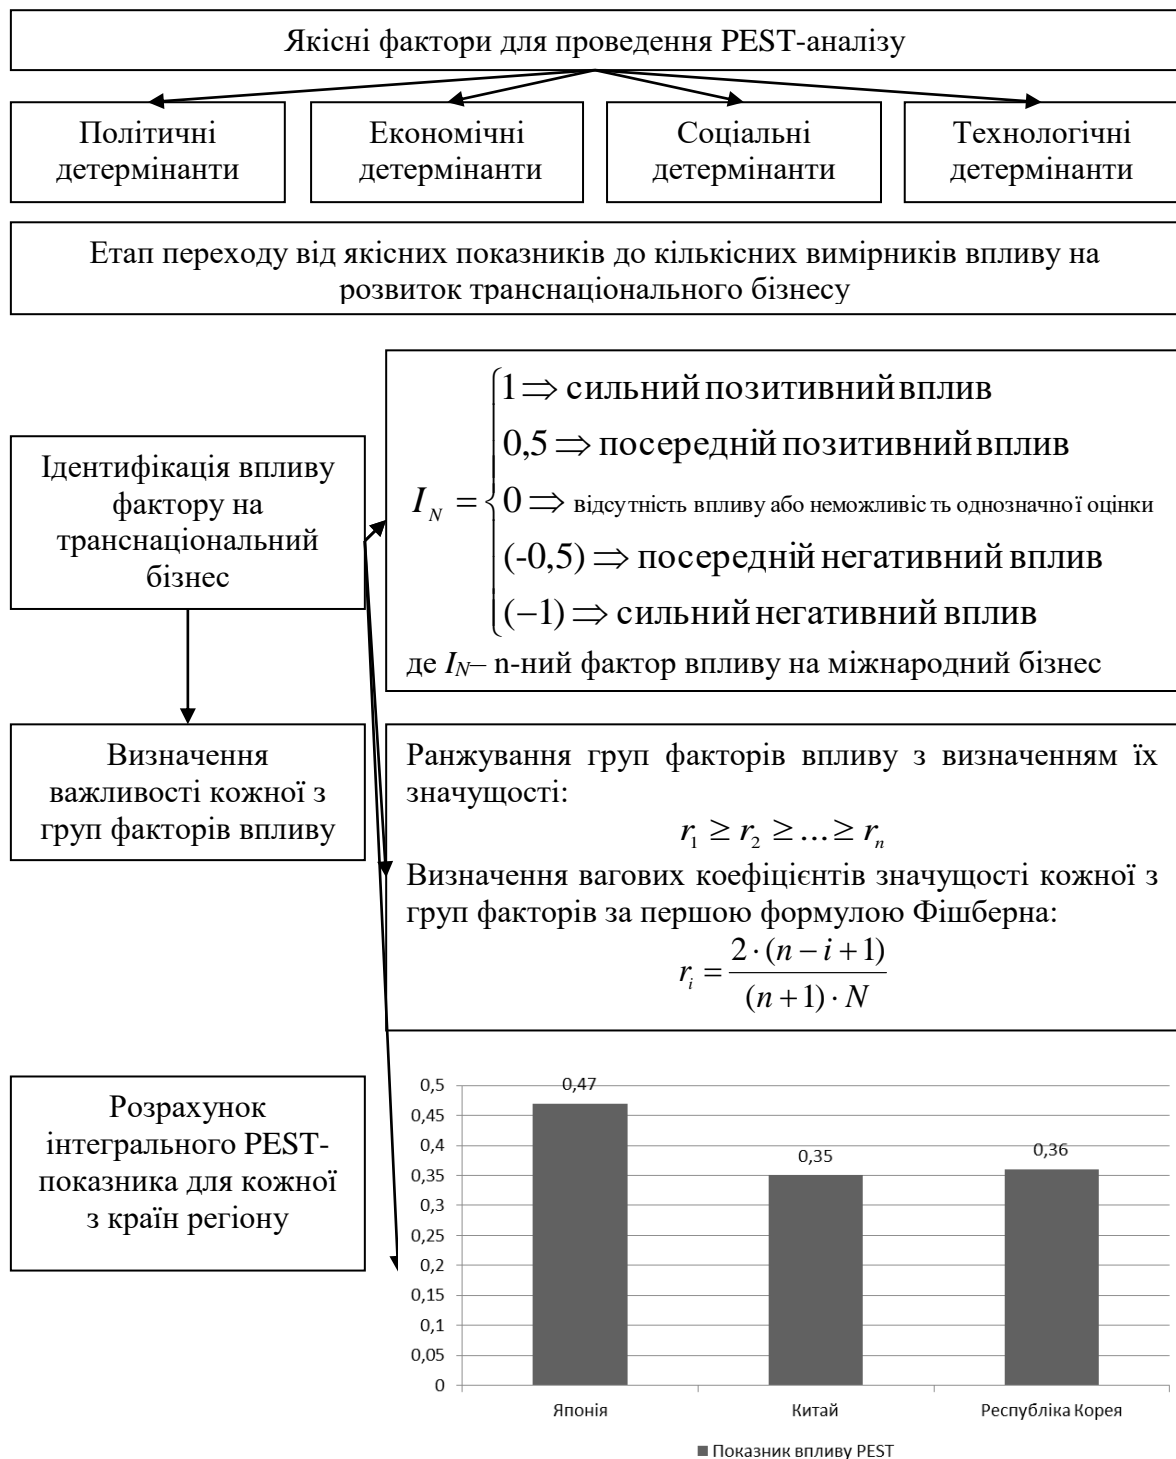 Якісні фактори для проведення PEST-аналізу
Політичні
детермінанти
Економічні
детермінанти
Соціальні
детермінанти
Технологічні
детермінанти
Етап переходу від якісних показників до кількісних вимірників впливу на
розвиток транснаціонального бізнесу
Ідентифікація впливу
фактору на
транснаціональний
бізнес
I_N = {
1 ⇒ сильний позитивний вплив
0,5 ⇒ посередній позитивний вплив
0 ⇒ відсутність впливу або неможливіс ть однозначної оцінки
(-0,5) ⇒ посередній негативний вплив
(−1) ⇒ сильний негативний вплив
де I_N– n-ний фактор впливу на міжнародний бізнес
Визначення
важливості кожної з
груп факторів впливу
Ранжування груп факторів впливу з визначенням їх
значущості:
r_1 ≥ r_2 ≥ ... ≥ r_n
Визначення вагових коефіцієнтів значущості кожної з
груп факторів за першою формулою Фішберна:
r_i = 2·(n − i + 1) / (n + 1)·N
Розрахунок
інтегрального PEST-
показника для кожної
з країн регіону
0,5
0,45
0,4
0,35
0,3
0,25
0,2
0,15
0,1
0,05
0
0,47
0,35
0,36
Японія
Китай
Республіка Корея
Показник впливу PEST